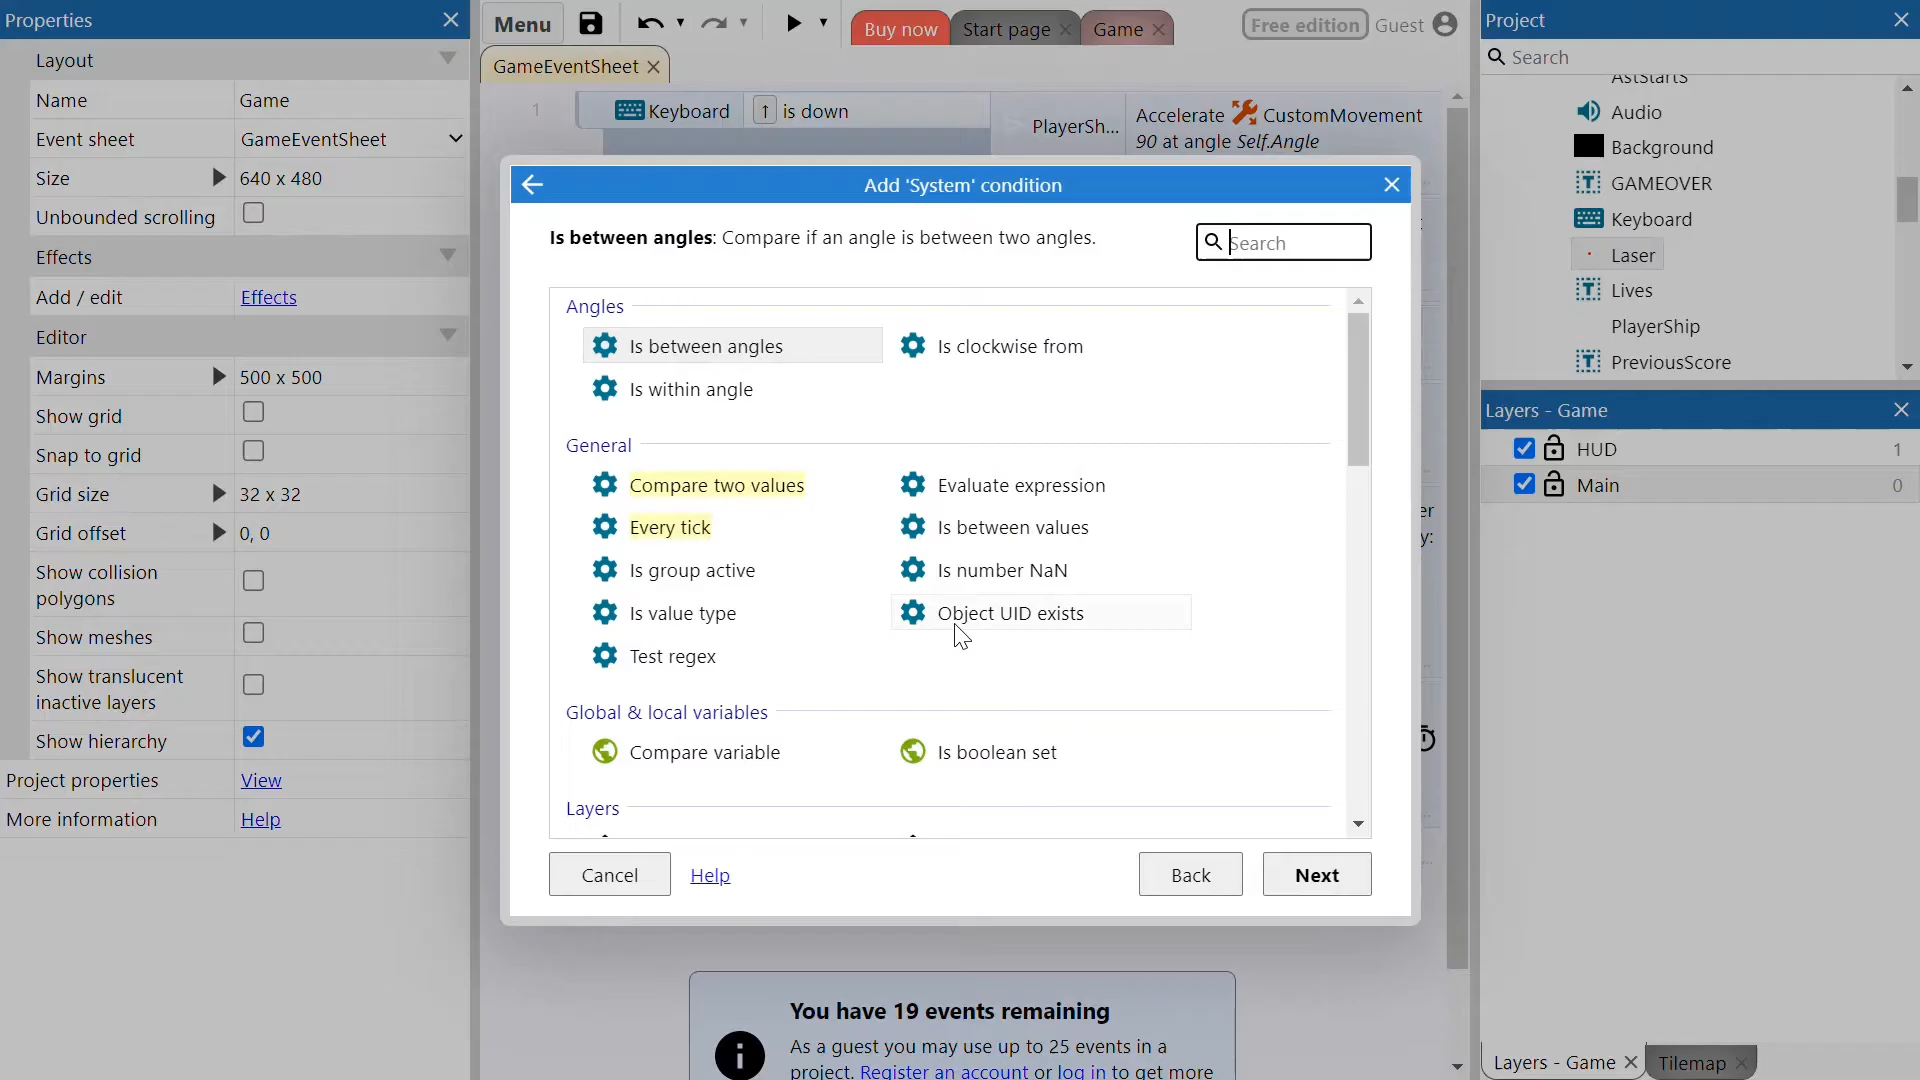 Properties
Layout
Name Game
Event sheet GameEventSheet
Size 640 x 480
Unbounded scrolling
Effects
Add / edit Effects
Editor
Margins 500 x 500
Show grid
Snap to grid
Grid size 32 x 32
Grid offset 0, 0
Show collision
polygons
Show meshes
Show translucent
inactive layers
Show hierarchy
Project properties View
More information Help
Menu Buy now Start page Game Free edition Guest
GameEventSheet
1 Keyboard ↑ is down PlayerSh... Accelerate CustomMovement
90 at angle Self.Angle
Add 'System' condition
Is between angles: Compare if an angle is between two angles.
Search
Angles
Is between angles Is clockwise from
Is within angle
General
Compare two values Evaluate expression
Every tick Is between values
Is group active Is number NaN
Is value type Object UID exists
Test regex
Global & local variables
Compare variable Is boolean set
Layers
Cancel Help Back Next
You have 19 events remaining
As a guest you may use up to 25 events in a
project. Register an account or log in to get more
Project
Search
AstStarts
Audio
Background
GAMEOVER
Keyboard
Laser
Lives
PlayerShip
PreviousScore
Layers - Game
HUD 1
Main 0
Layers - Game Tilemap